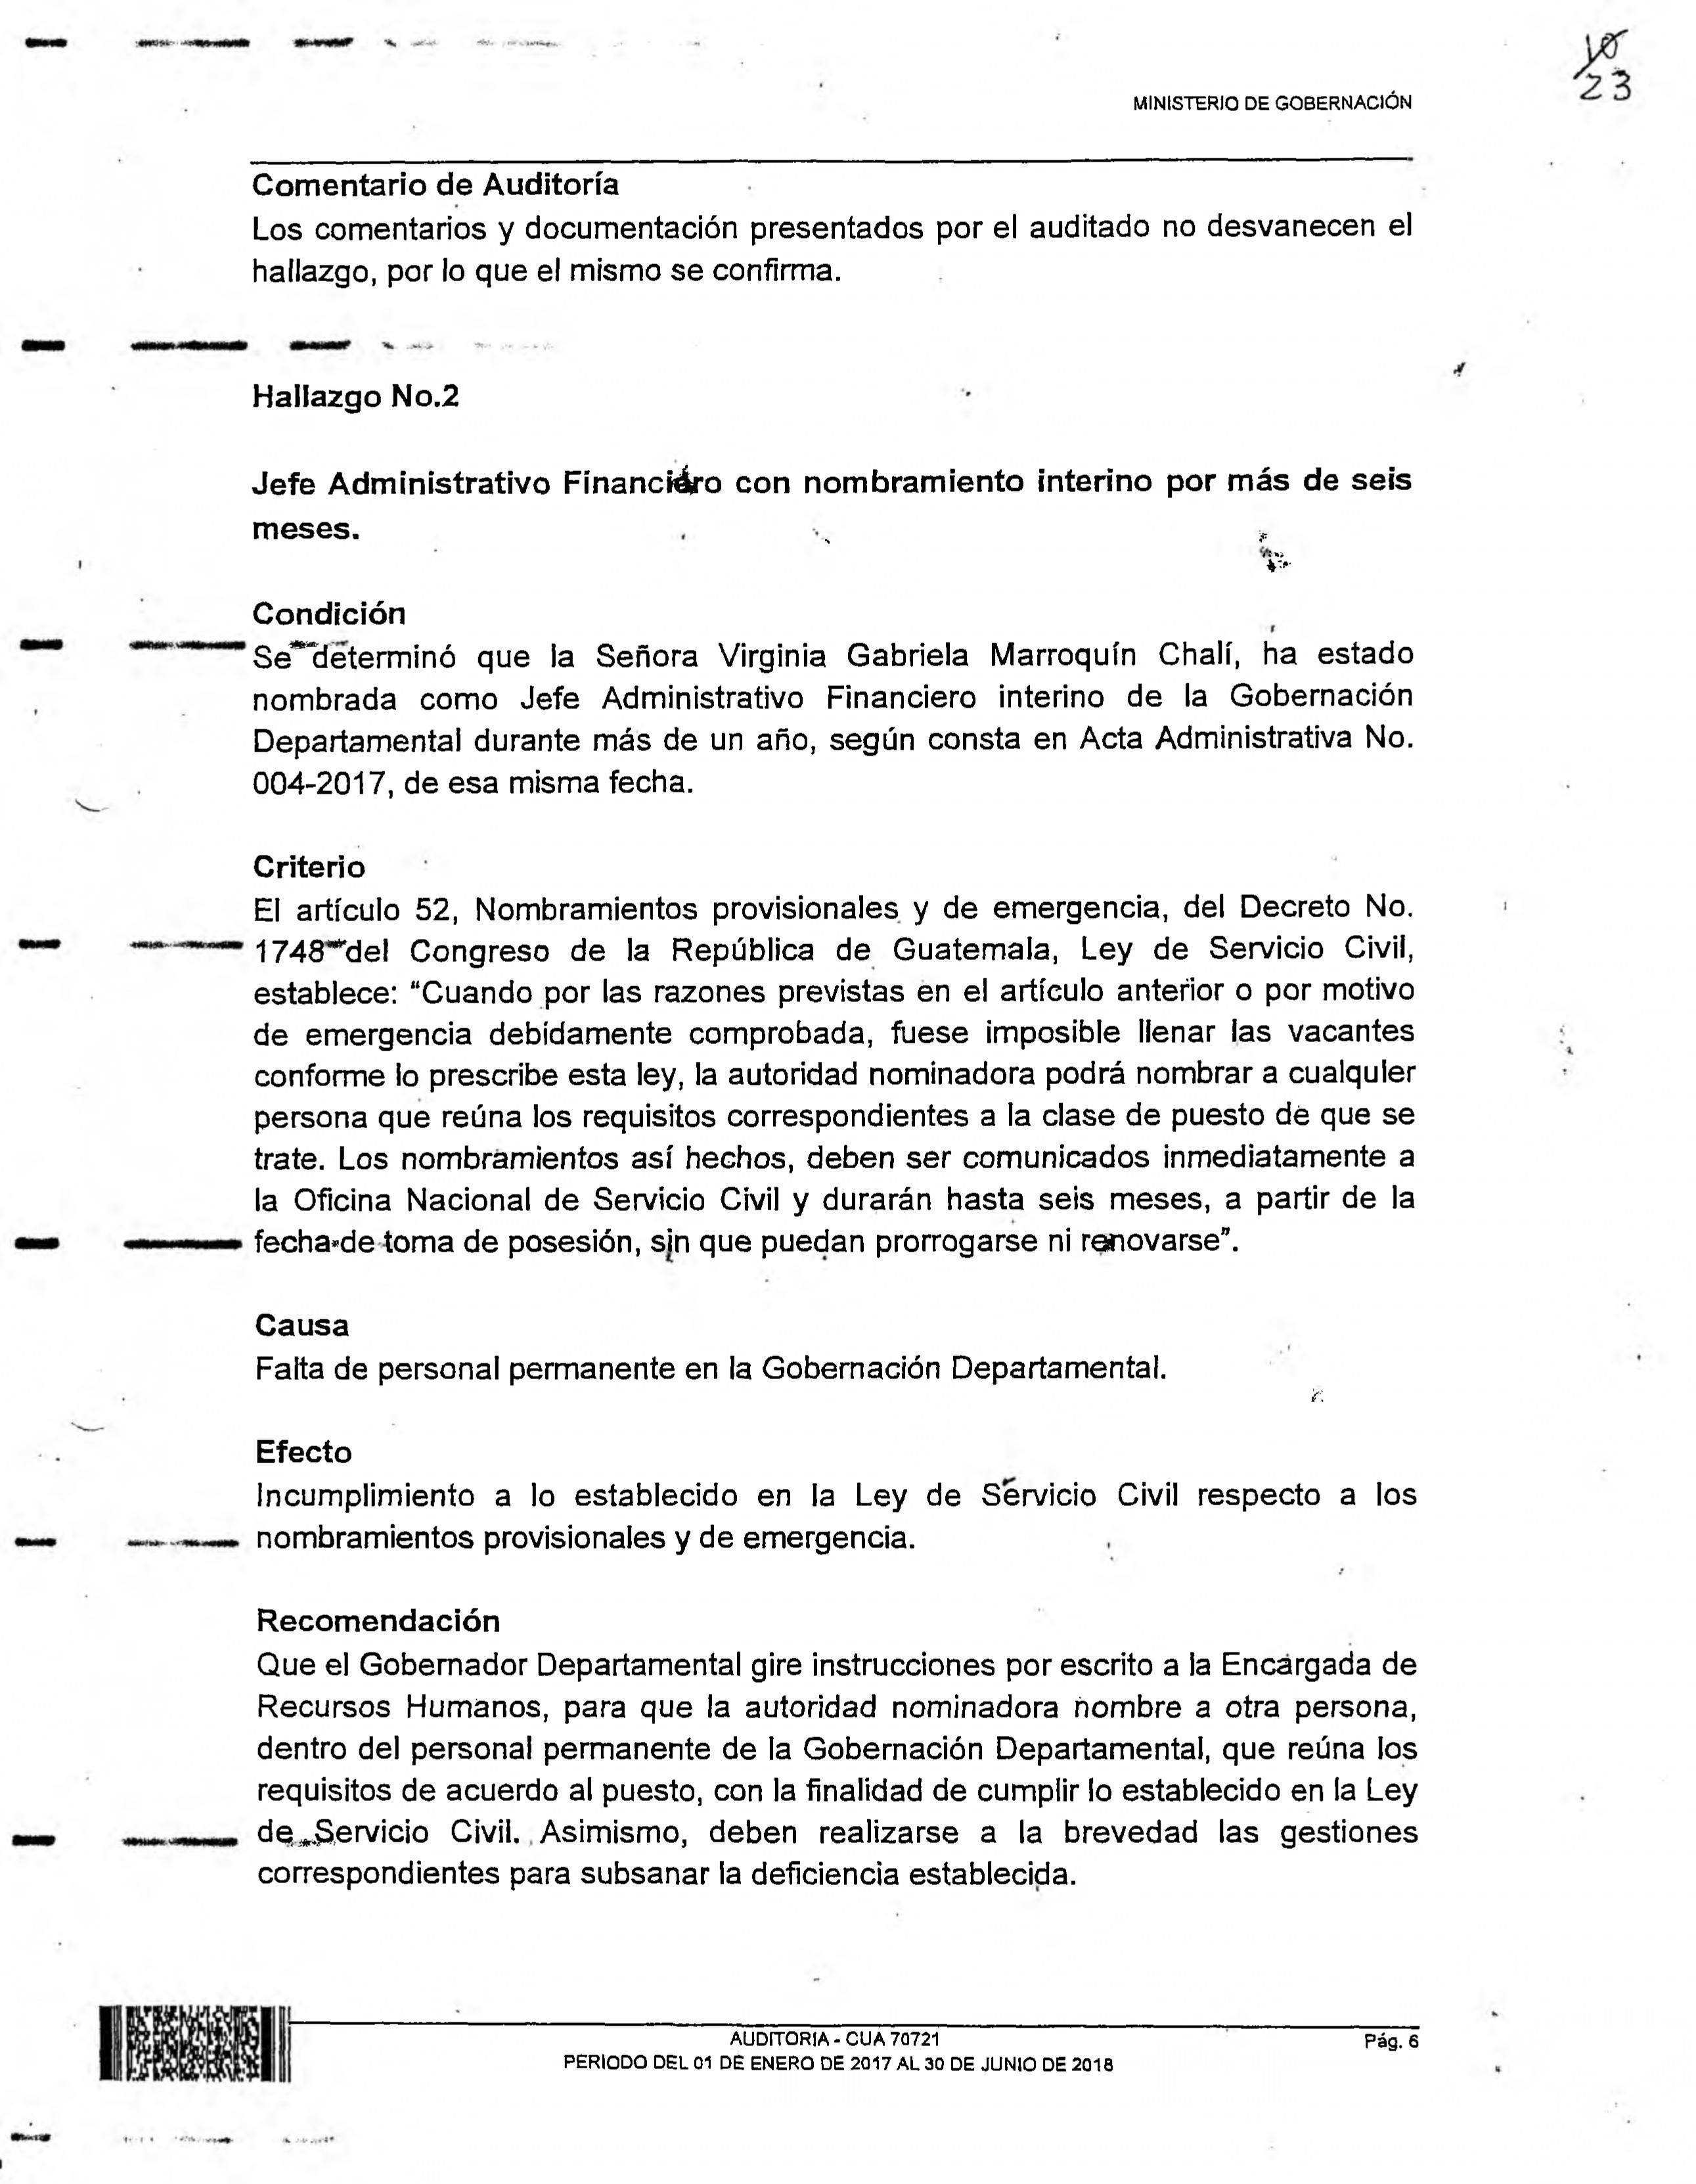 10
23
MINISTERIO DE GOBERNACIÓN
Comentario de Auditoría
Los comentarios y documentación presentados por el auditado no desvanecen el
hallazgo, por lo que el mismo se confirma.
Hallazgo No.2
Jefe Administrativo Financiero con nombramiento interino por más de seis
meses.
Condición
Se determinó que la Señora Virginia Gabriela Marroquín Chalí, ha estado
nombrada como Jefe Administrativo Financiero interino de la Gobernación
Departamental durante más de un año, según consta en Acta Administrativa No.
004-2017, de esa misma fecha.
Criterio
El artículo 52, Nombramientos provisionales y de emergencia, del Decreto No.
1748 del Congreso de la República de Guatemala, Ley de Servicio Civil,
establece: “Cuando por las razones previstas en el artículo anterior o por motivo
de emergencia debidamente comprobada, fuese imposible llenar las vacantes
conforme lo prescribe esta ley, la autoridad nominadora podrá nombrar a cualquier
persona que reúna los requisitos correspondientes a la clase de puesto de que se
trate. Los nombramientos así hechos, deben ser comunicados inmediatamente a
la Oficina Nacional de Servicio Civil y durarán hasta seis meses, a partir de la
fecha de toma de posesión, sin que puedan prorrogarse ni renovarse”.
Causa
Falta de personal permanente en la Gobernación Departamental.
Efecto
Incumplimiento a lo establecido en la Ley de Servicio Civil respecto a los
nombramientos provisionales y de emergencia.
Recomendación
Que el Gobernador Departamental gire instrucciones por escrito a la Encargada de
Recursos Humanos, para que la autoridad nominadora nombre a otra persona,
dentro del personal permanente de la Gobernación Departamental, que reúna los
requisitos de acuerdo al puesto, con la finalidad de cumplir lo establecido en la Ley
de Servicio Civil. Asimismo, deben realizarse a la brevedad las gestiones
correspondientes para subsanar la deficiencia establecida.
AUDITORIA - CUA 70721
Pág. 6
PERIODO DEL 01 DE ENERO DE 2017 AL 30 DE JUNIO DE 2018